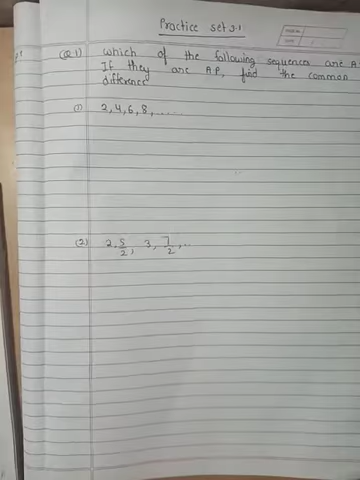 Practice set 3.1
(Q1) which of the following sequences are A.
If they are A.P, find the common
difference
(1) 2, 4, 6, 8, ......
(2) 2, 5/2, 3, 7/2, ...